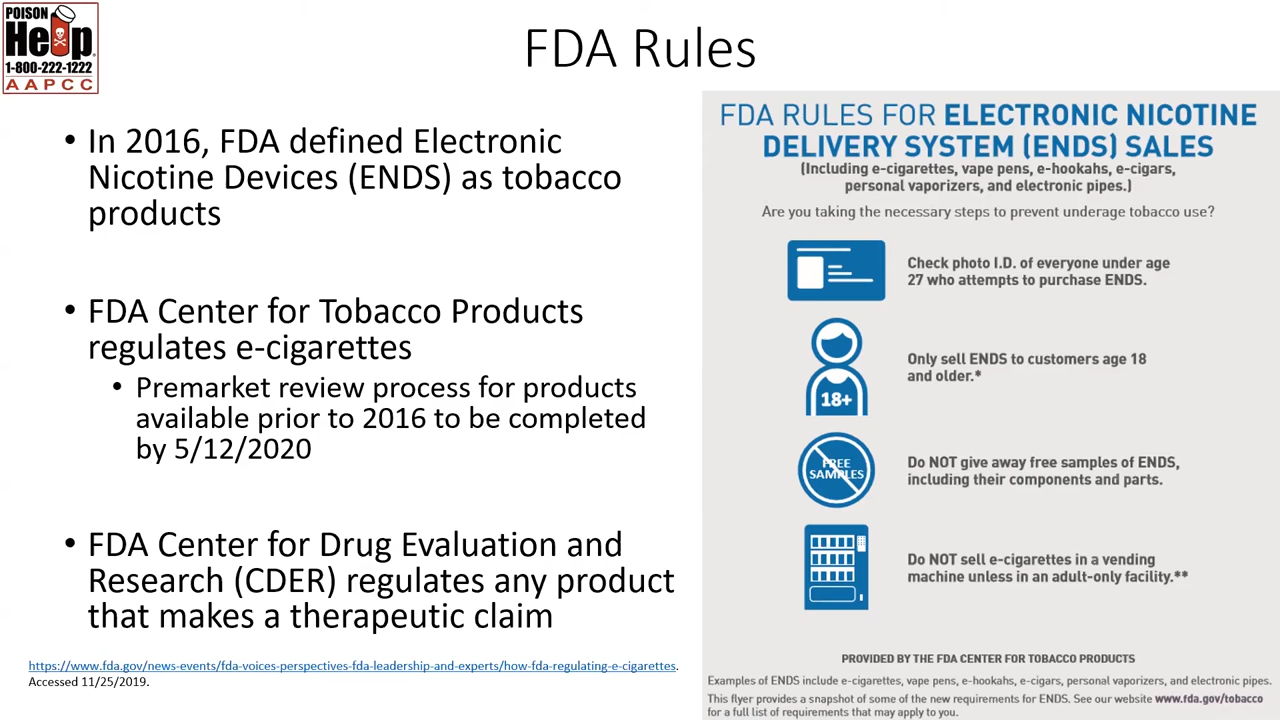 POISON
Help
1-800-222-1222
AAPCC
FDA Rules
• In 2016, FDA defined Electronic
Nicotine Devices (ENDS) as tobacco
products
• FDA Center for Tobacco Products
regulates e-cigarettes
• Premarket review process for products
available prior to 2016 to be completed
by 5/12/2020
• FDA Center for Drug Evaluation and
Research (CDER) regulates any product
that makes a therapeutic claim
https://www.fda.gov/news-events/fda-voices-perspectives-fda-leadership-and-experts/how-fda-regulating-e-cigarettes.
Accessed 11/25/2019.
FDA RULES FOR ELECTRONIC NICOTINE
DELIVERY SYSTEM (ENDS) SALES
(Including e-cigarettes, vape pens, e-hookahs, e-cigars,
personal vaporizers, and electronic pipes.)
Are you taking the necessary steps to prevent underage tobacco use?
Check photo I.D. of everyone under age
27 who attempts to purchase ENDS.
18+
Only sell ENDS to customers age 18
and older.*
FREE
SAMPLES
Do NOT give away free samples of ENDS,
including their components and parts.
Do NOT sell e-cigarettes in a vending
machine unless in an adult-only facility.**
PROVIDED BY THE FDA CENTER FOR TOBACCO PRODUCTS
Examples of ENDS include e-cigarettes, vape pens, e-hookahs, e-cigars, personal vaporizers, and electronic pipes.
This flyer provides a snapshot of some of the new requirements for ENDS. See our website www.fda.gov/tobacco
for a full list of requirements that may apply to you.